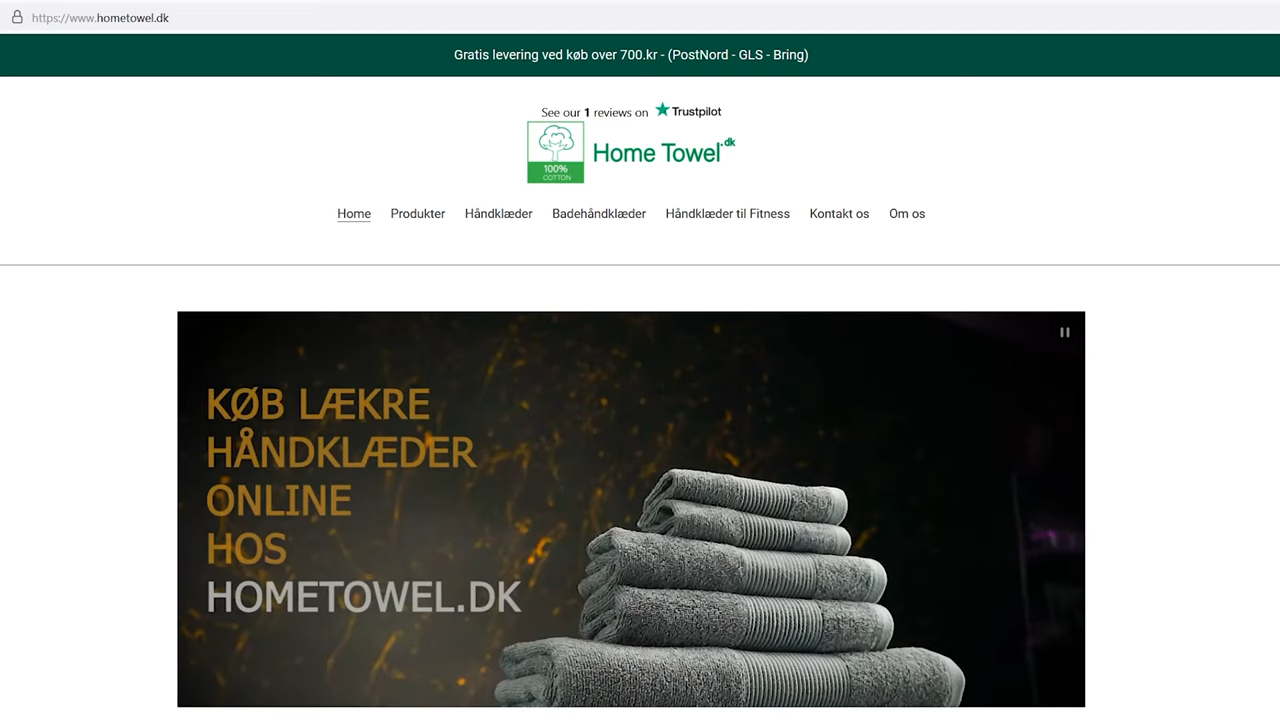 https://www.hometowel.dk
Gratis levering ved køb over 700.kr - (PostNord - GLS - Bring)
See our 1 reviews on Trustpilot
100%
COTTON
Home Towel.dk
Home Produkter Håndklæder Badehåndklæder Håndklæder til Fitness Kontakt os Om os
KØB LÆKRE
HÅNDKLÆDER
ONLINE
HOS
HOMETOWEL.DK